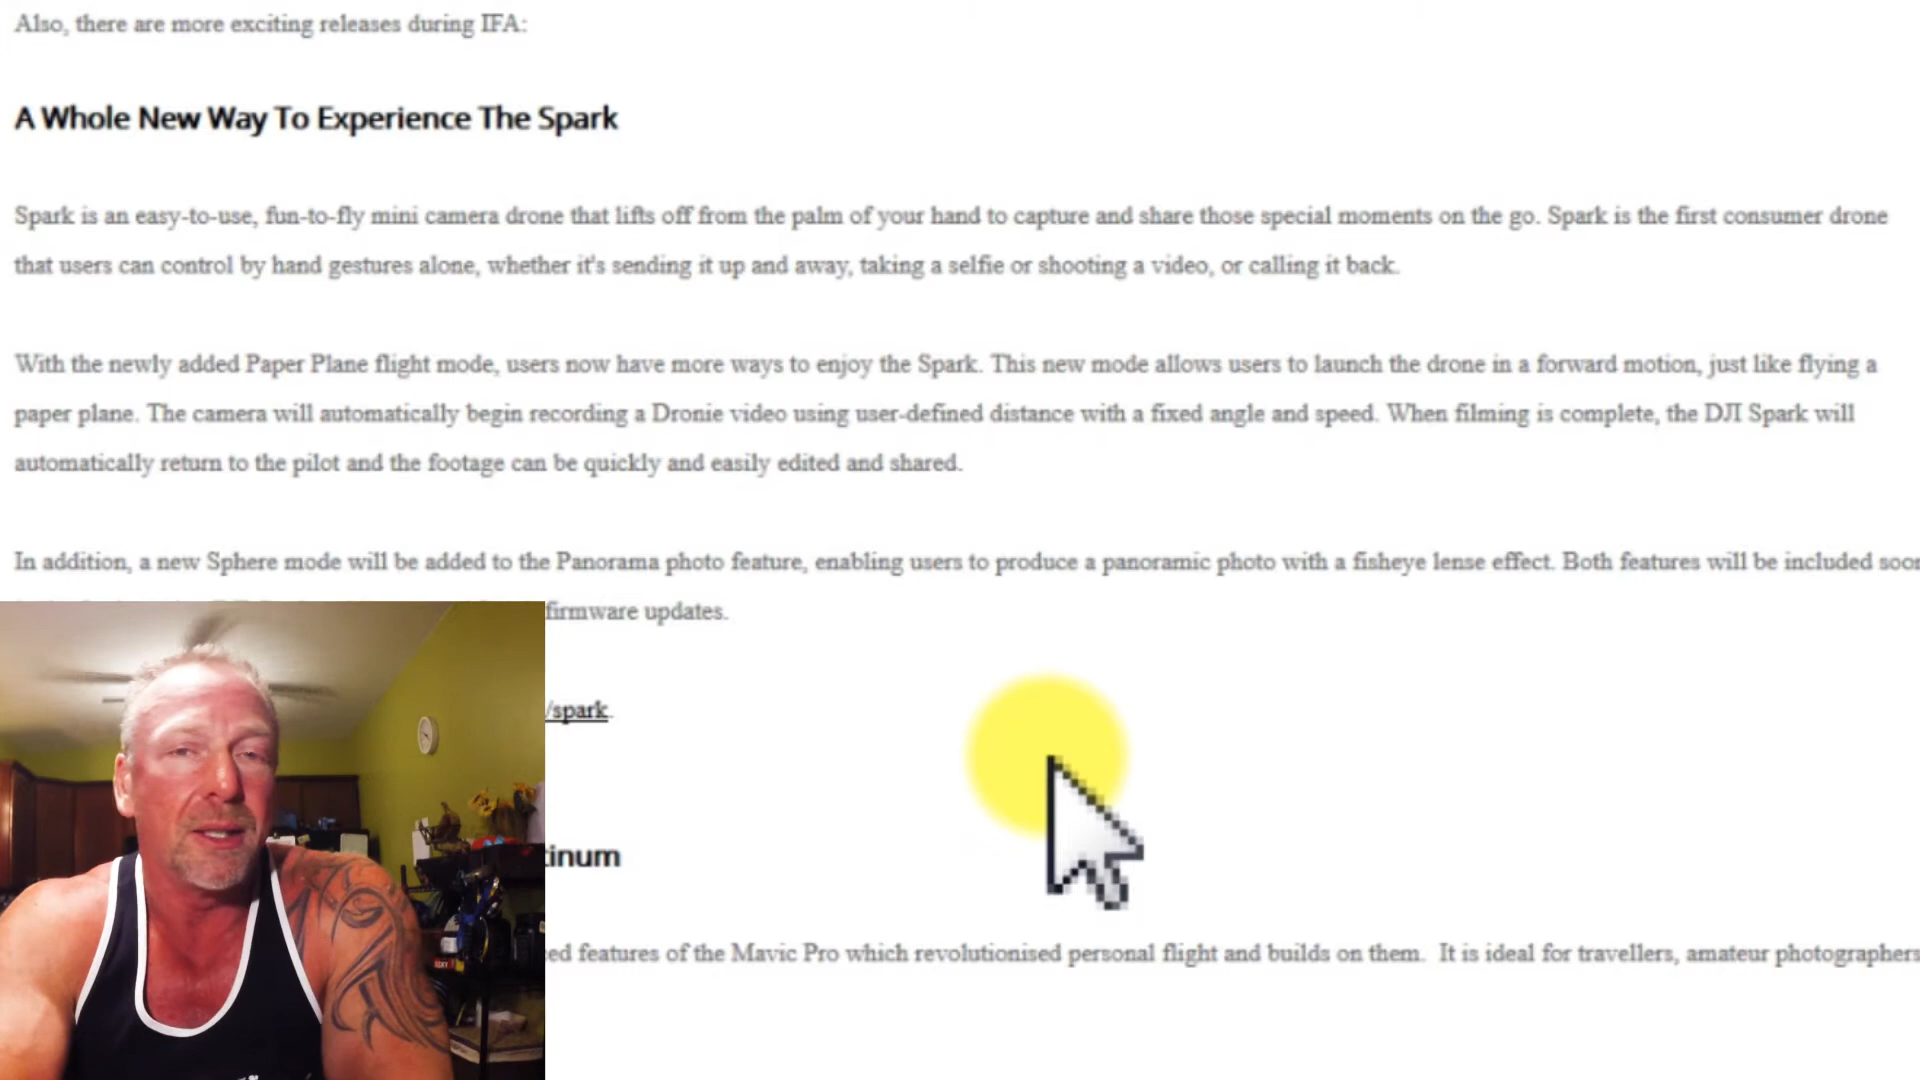 Also, there are more exciting releases during IFA:
A Whole New Way To Experience The Spark
Spark is an easy-to-use, fun-to-fly mini camera drone that lifts off from the palm of your hand to capture and share those special moments on the go. Spark is the first consumer drone
that users can control by hand gestures alone, whether it's sending it up and away, taking a selfie or shooting a video, or calling it back.
With the newly added Paper Plane flight mode, users now have more ways to enjoy the Spark. This new mode allows users to launch the drone in a forward motion, just like flying a
paper plane. The camera will automatically begin recording a Dronie video using user-defined distance with a fixed angle and speed. When filming is complete, the DJI Spark will
automatically return to the pilot and the footage can be quickly and easily edited and shared.
In addition, a new Sphere mode will be added to the Panorama photo feature, enabling users to produce a panoramic photo with a fisheye lense effect. Both features will be included soon
firmware updates.
/spark.
tinum
ed features of the Mavic Pro which revolutionised personal flight and builds on them. It is ideal for travellers, amateur photographers